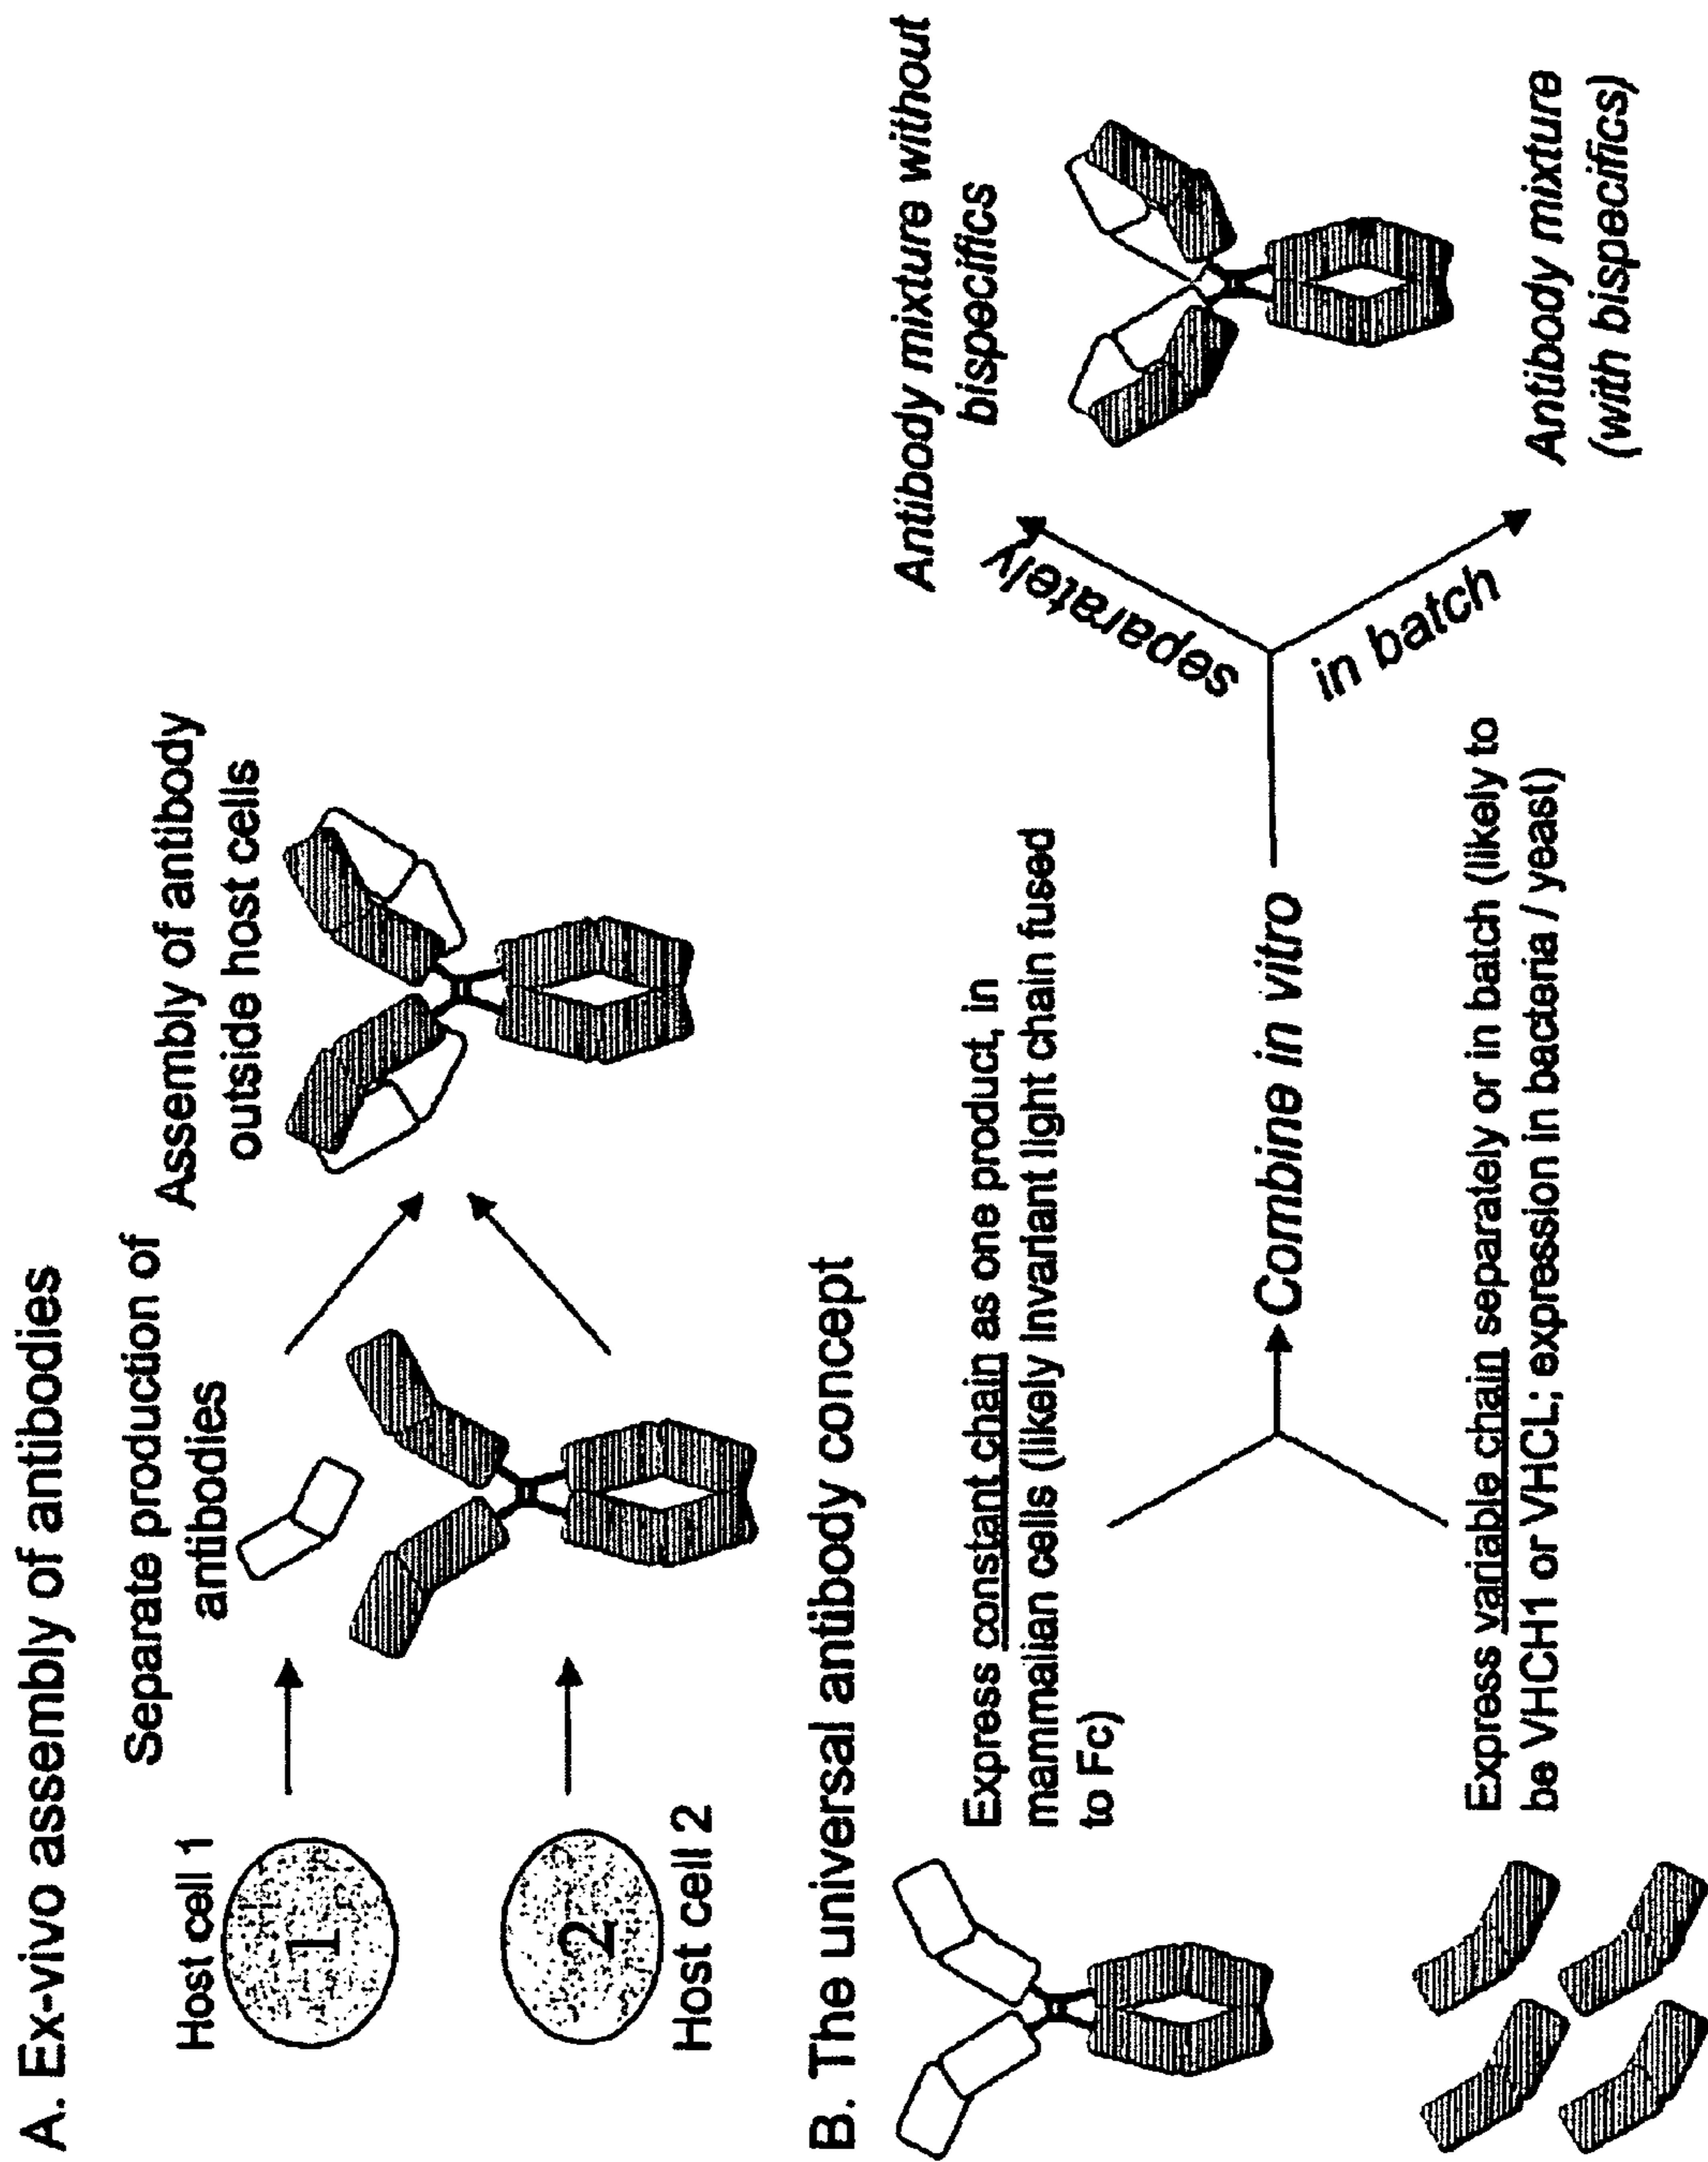 A. Ex-vivo assembly of antibodies
Host cell 1
1
2
Host cell 2
Separate production of
antibodies
Assembly of antibody
outside host cells
B. The universal antibody concept
Express constant chain as one product, in
mammalian cells (likely invariant light chain fused
to Fc)
Express variable chain separately or in batch (likely to
be VHCH1 or VHCL; expression in bacteria / yeast)
Combine in vitro
separately
in batch
Antibody mixture without
bispecifics
Antibody mixture
(with bispecifics)